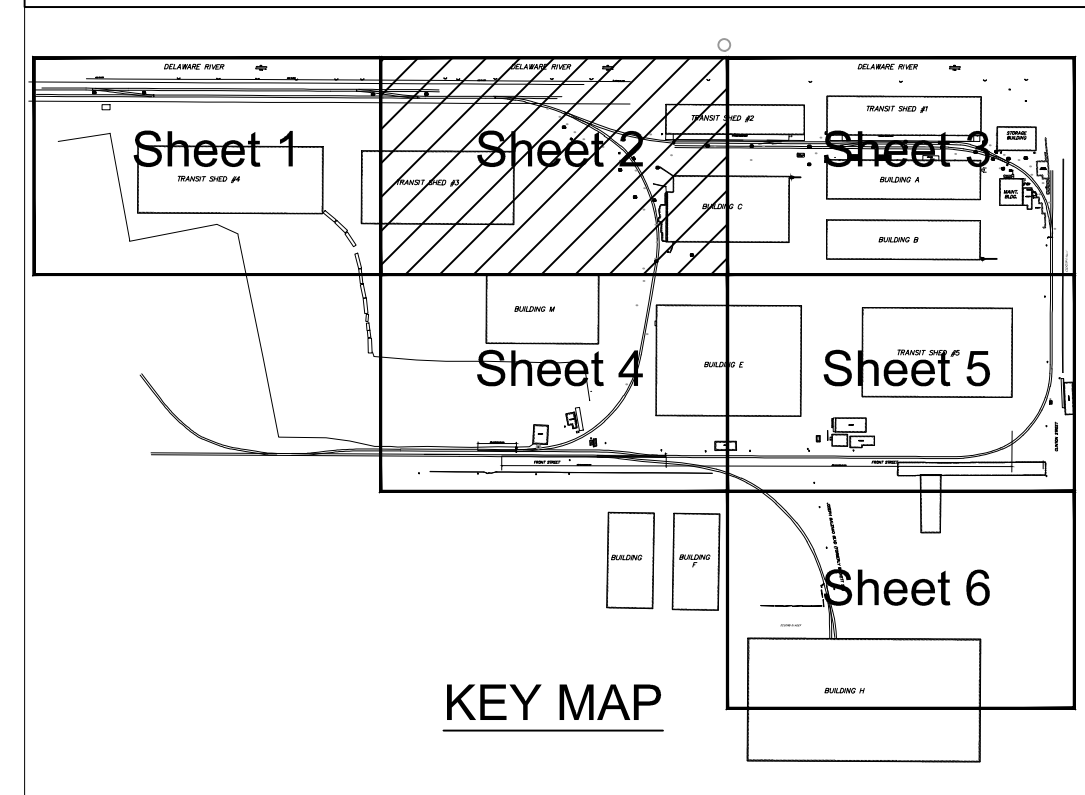 DELAWARE RIVER
DELAWARE RIVER
DELAWARE RIVER
TRANSIT SHED #2
TRANSIT SHED #1
Sheet 1
Sheet 2
Sheet 3
STORAGE
BUILDING
TRANSIT SHED #4
TRANSIT SHED #3
BUILDING A
MAINT.
BLDG.
BUILDING C
BUILDING B
BUILDING M
Sheet 4
BUILDING E
TRANSIT SHED #5
Sheet 5
CLINTON STREET
FRONT STREET
FRONT STREET
BUILDING
BUILDING
F
Sheet 6
BUILDING H
KEY MAP